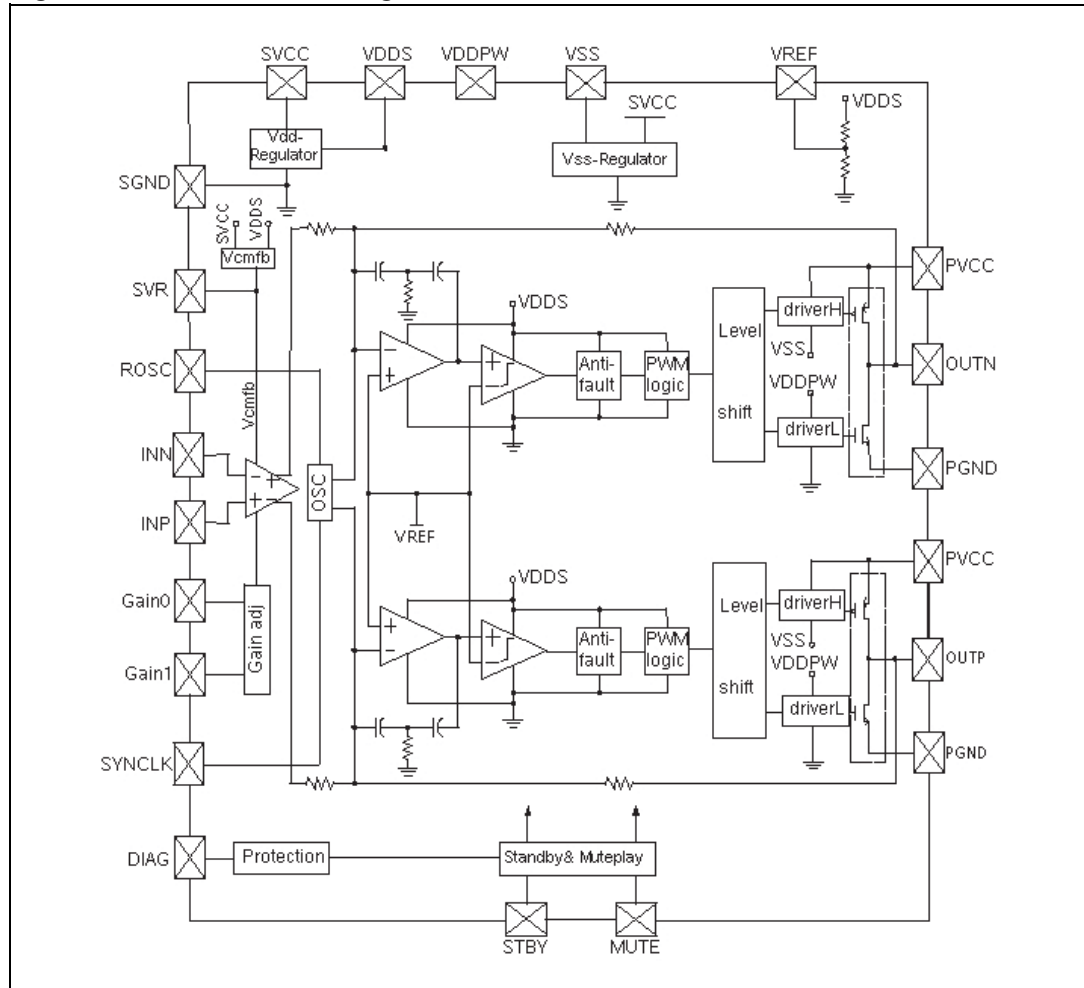 SVCC
VDDS
VDDPW
VSS
VREF
SVCC
VDDS
Vdd-
Regulator
Vss-Regulator
SGND
SVCC
VDDS
Vcmfb
SVR
PVCC
VDDS
driverH
Level
shift
VSS
ROSC
Anti-
fault
PWM
logic
OUTN
VDDPW
Vcmfb
driverL
INN
PGND
OSC
INP
VREF
PVCC
VDDS
Gain0
Gain adj
Level
shift
driverH
Anti-
fault
PWM
logic
VSS
VDDPW
OUTP
Gain1
driverL
SYNCLK
PGND
DIAG
Protection
Standby& Muteplay
STBY
MUTE